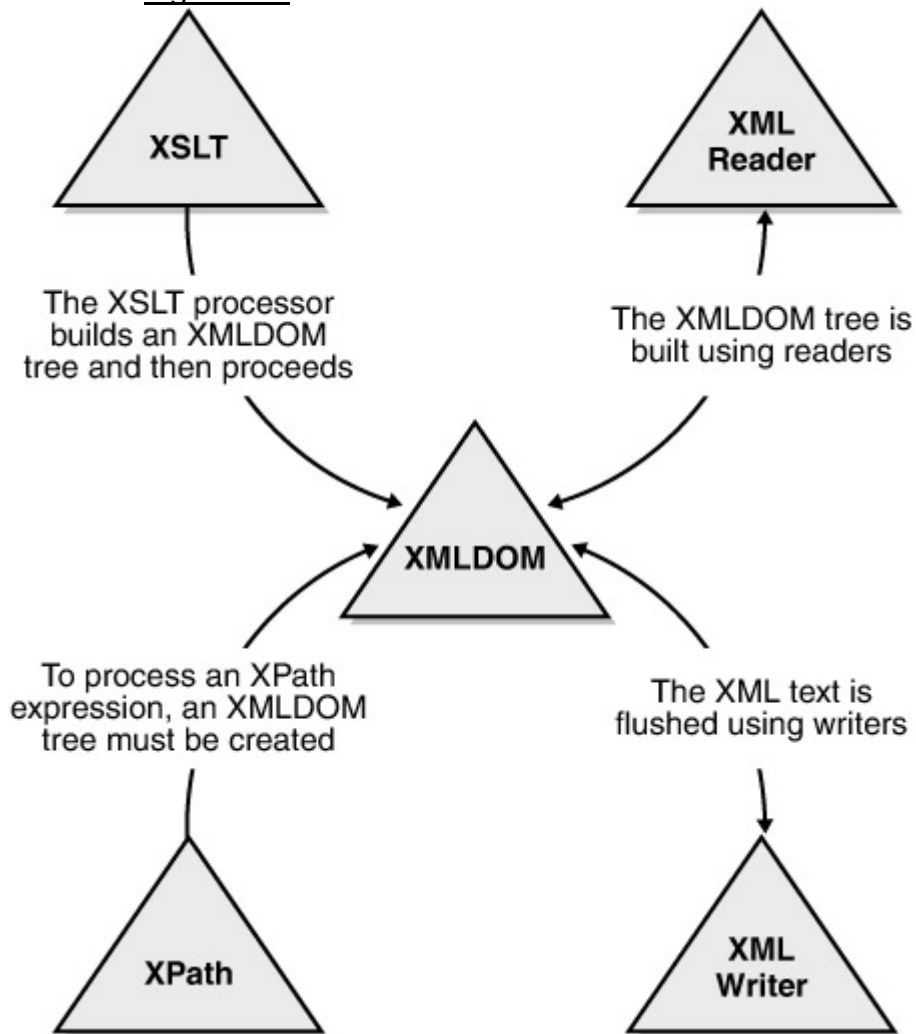 XSLT
XML
Reader
The XSLT processor
builds an XMLDOM
tree and then proceeds
The XMLDOM tree is
built using readers
XMLDOM
To process an XPath
expression, an XMLDOM
tree must be created
The XML text is
flushed using writers
XPath
XML
Writer